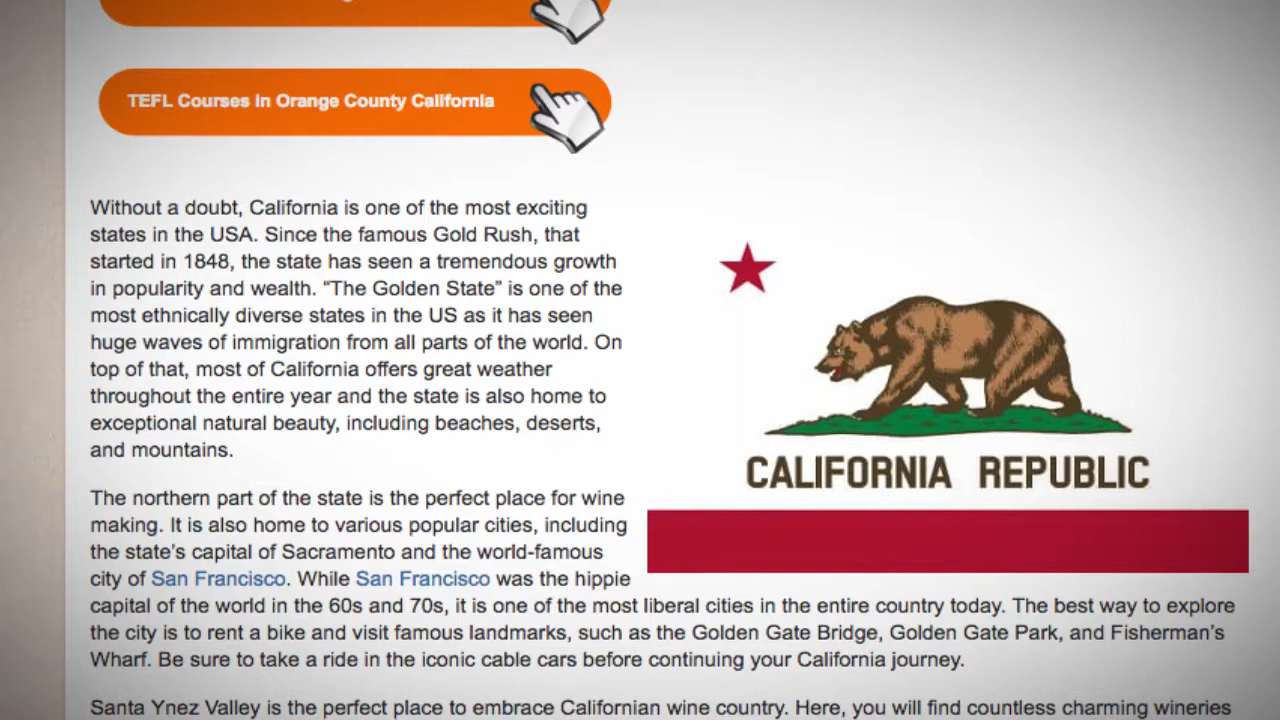 TEFL Courses in Orange County California
Without a doubt, California is one of the most exciting
states in the USA. Since the famous Gold Rush, that
started in 1848, the state has seen a tremendous growth
in popularity and wealth. “The Golden State” is one of the
most ethnically diverse states in the US as it has seen
huge waves of immigration from all parts of the world. On
top of that, most of California offers great weather
throughout the entire year and the state is also home to
exceptional natural beauty, including beaches, deserts,
and mountains.
CALIFORNIA REPUBLIC
The northern part of the state is the perfect place for wine
making. It is also home to various popular cities, including
the state’s capital of Sacramento and the world-famous
city of San Francisco. While San Francisco was the hippie
capital of the world in the 60s and 70s, it is one of the most liberal cities in the entire country today. The best way to explore
the city is to rent a bike and visit famous landmarks, such as the Golden Gate Bridge, Golden Gate Park, and Fisherman’s
Wharf. Be sure to take a ride in the iconic cable cars before continuing your California journey.
Santa Ynez Valley is the perfect place to embrace Californian wine country. Here, you will find countless charming wineries